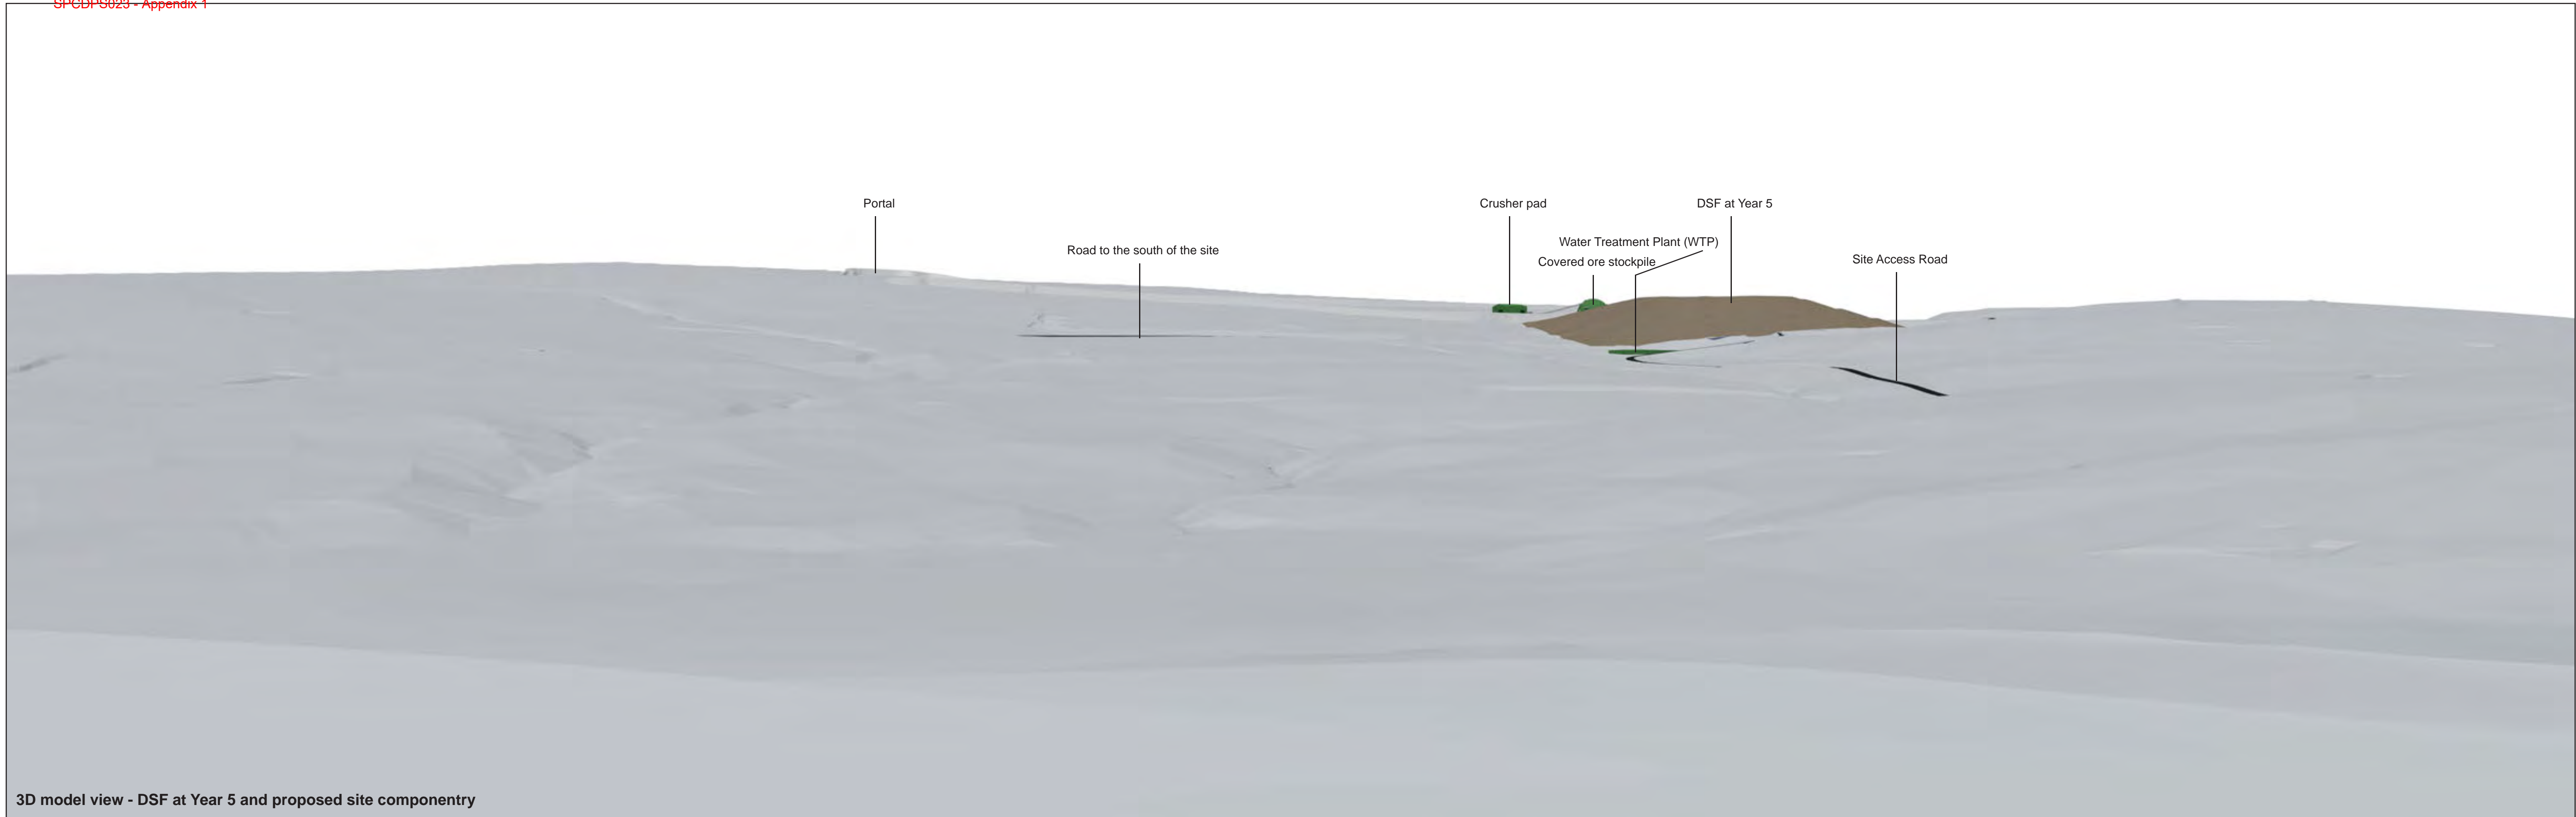 SPCDPS023 - Appendix 1
Portal
Crusher pad
DSF at Year 5
Road to the south of the site
Water Treatment Plant (WTP)
Covered ore stockpile
Site Access Road
3D model view - DSF at Year 5 and proposed site componentry